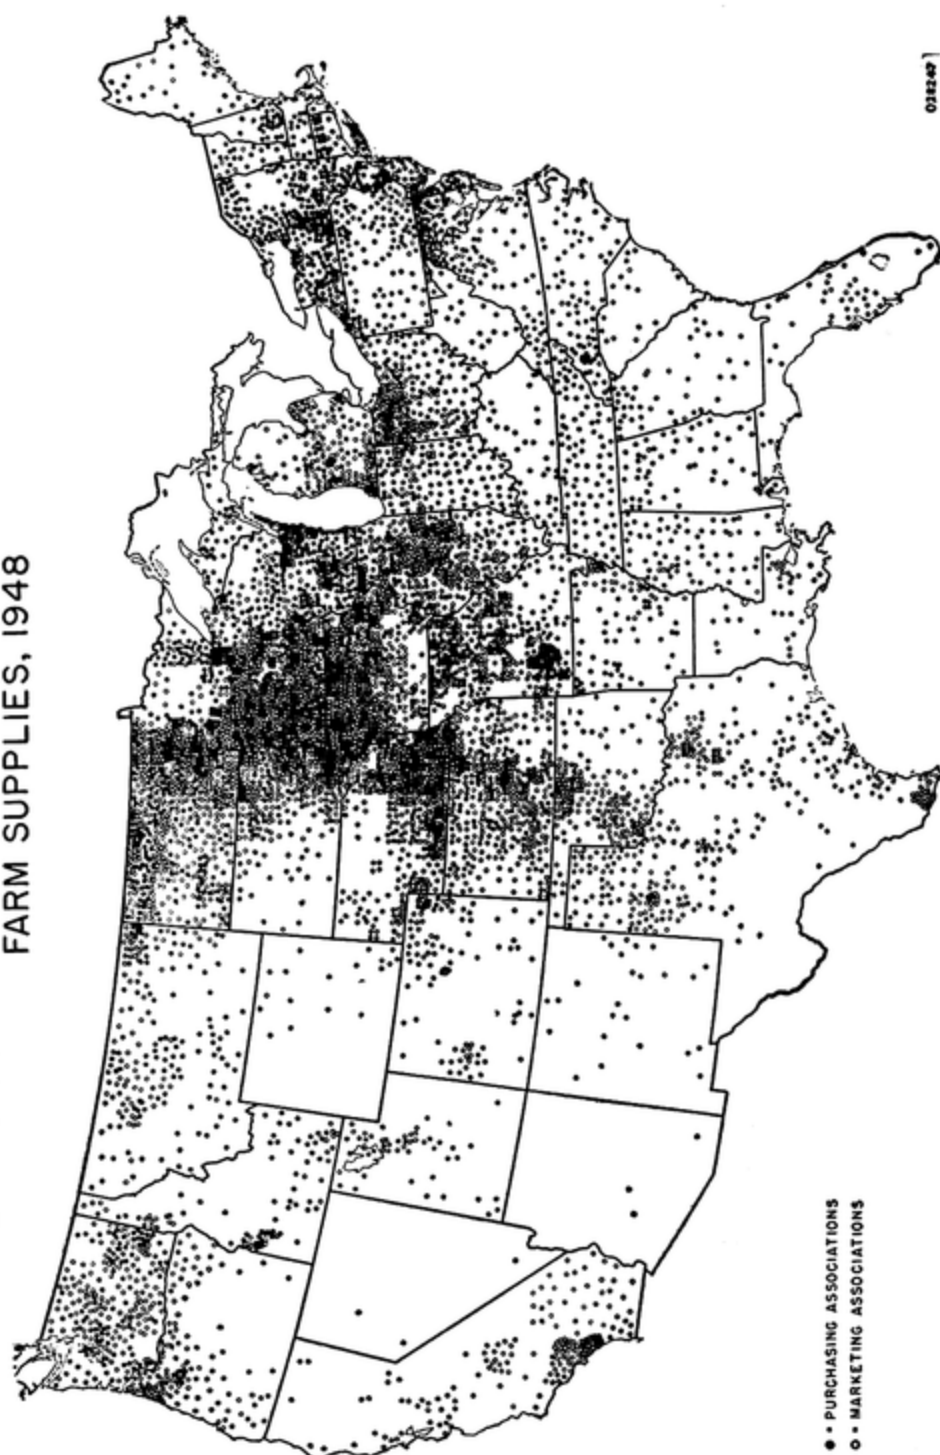 FARM SUPPLIES, 1948
● - PURCHASING ASSOCIATIONS
○ - MARKETING ASSOCIATIONS